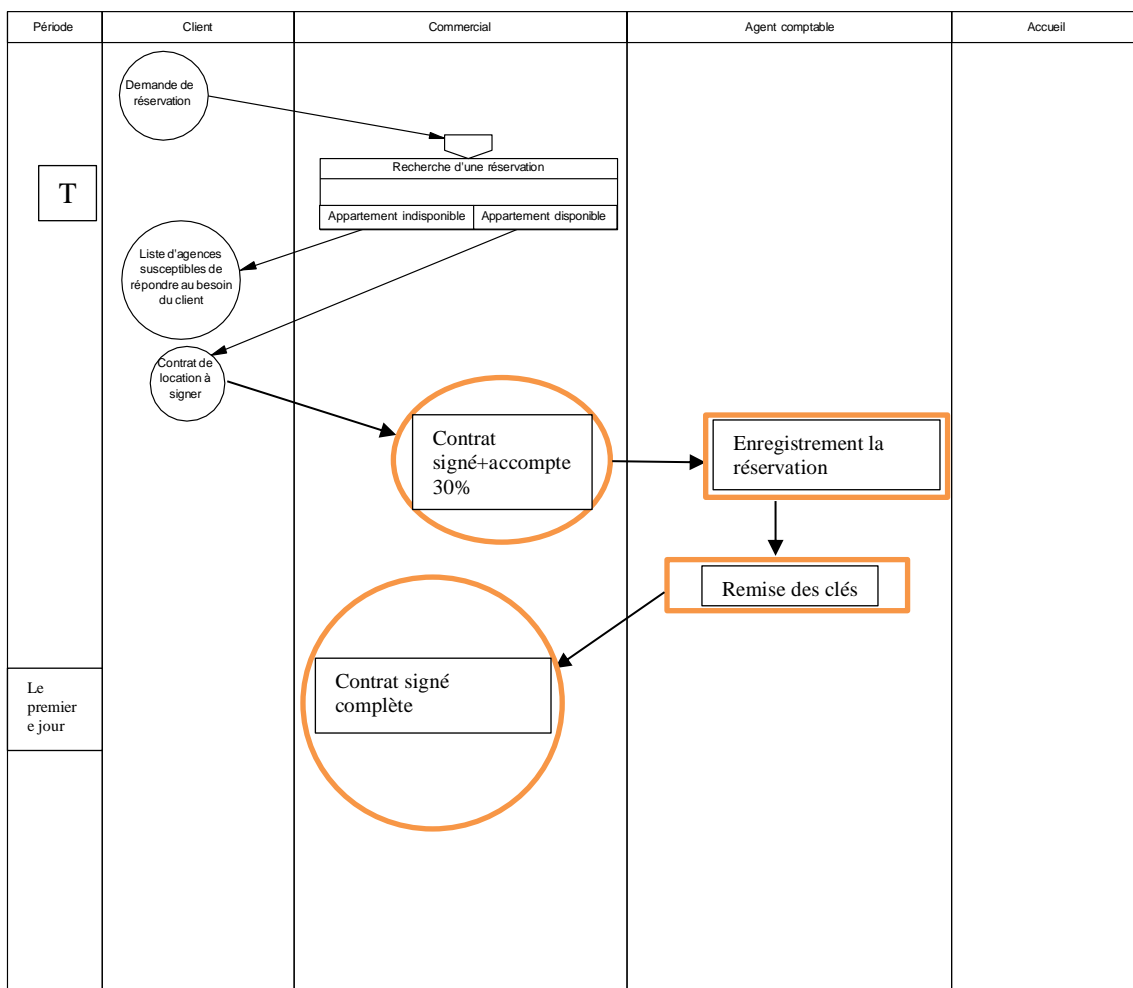 Période
Client
Commercial
Agent comptable
Accueil
Demande de
réservation
Recherche d'une réservation
T
Appartement indisponible
Appartement disponible
Liste d'agences
susceptibles de
répondre au besoin
du client
Contrat de
location à
signer
Contrat
signé+accompte
30%
Enregistrement la
réservation
Remise des clés
Contrat signé
complète
Le
premier
e jour